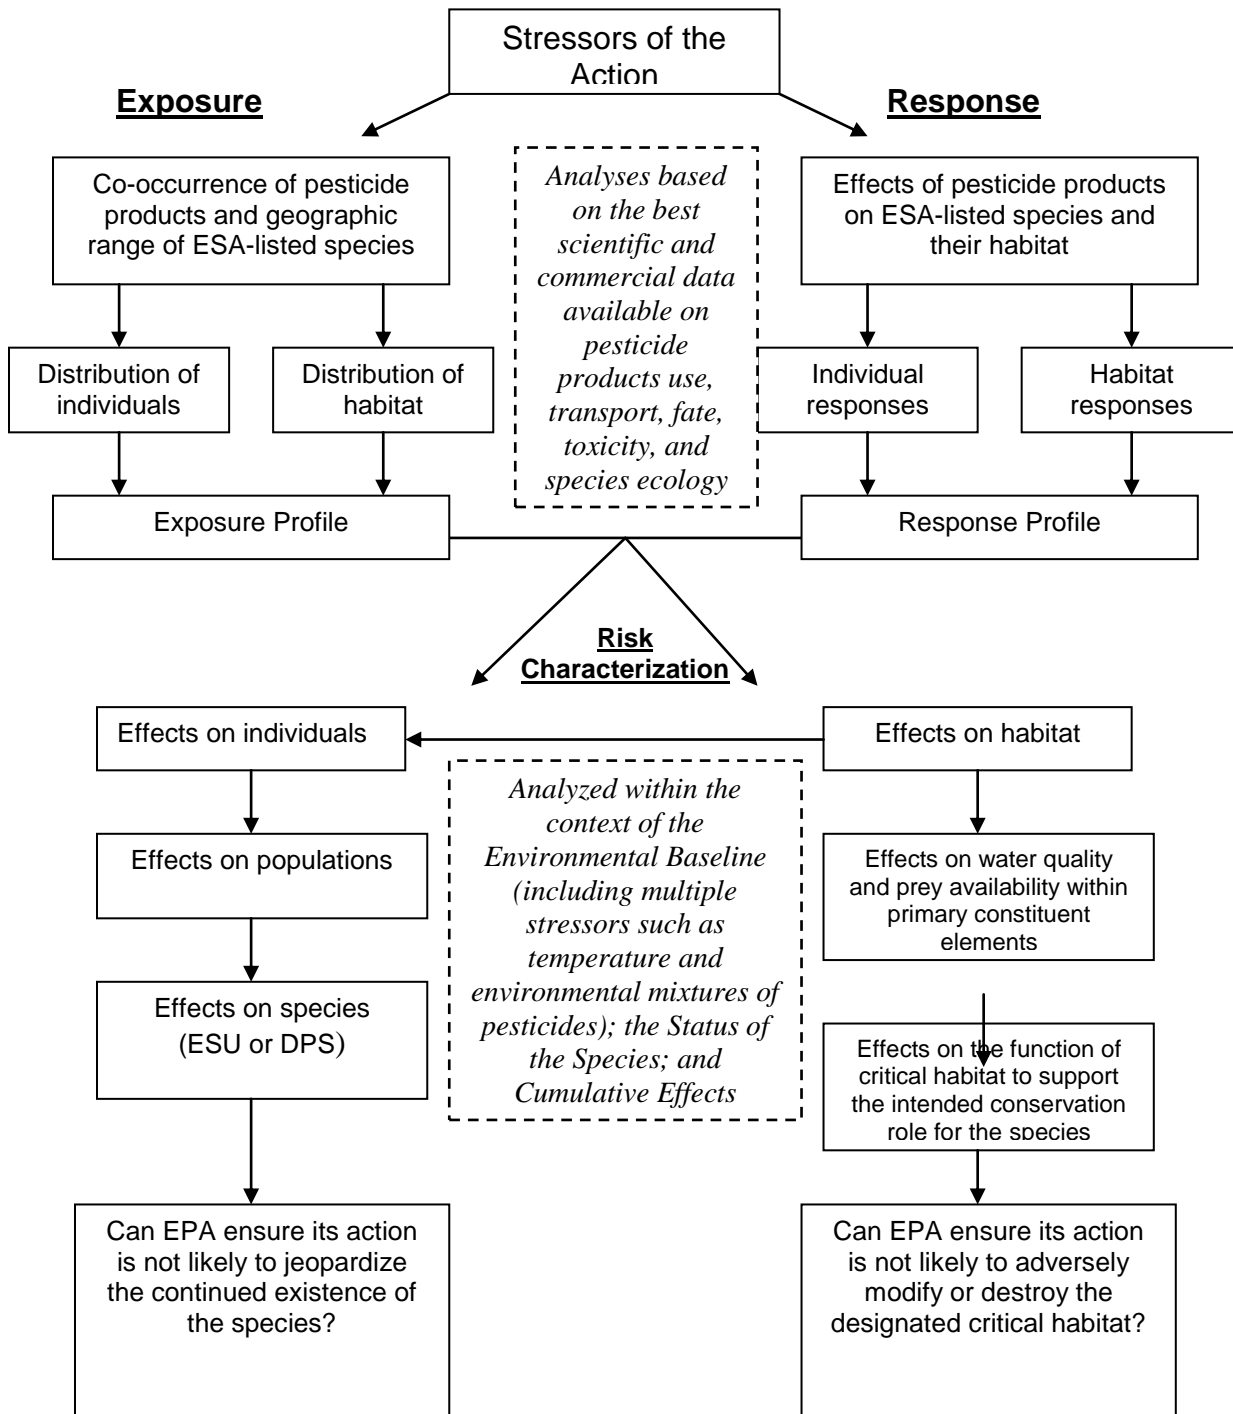 Stressors of the
Action
Exposure
Response
Co-occurrence of pesticide
products and geographic
range of ESA-listed species
Analyses based
on the best
scientific and
commercial data
available on
pesticide
products use,
transport, fate,
toxicity, and
species ecology
Effects of pesticide products
on ESA-listed species and
their habitat
Distribution of
individuals
Distribution of
habitat
Individual
responses
Habitat
responses
Exposure Profile
Response Profile
Risk
Characterization
Effects on individuals
Effects on habitat
Analyzed within the
context of the
Environmental Baseline
(including multiple
stressors such as
temperature and
environmental mixtures of
pesticides); the Status of
the Species; and
Cumulative Effects
Effects on populations
Effects on water quality
and prey availability within
primary constituent
elements
Effects on species
(ESU or DPS)
Effects on the function of
critical habitat to support
the intended conservation
role for the species
Can EPA ensure its action
is not likely to jeopardize
the continued existence of
the species?
Can EPA ensure its action
is not likely to adversely
modify or destroy the
designated critical habitat?